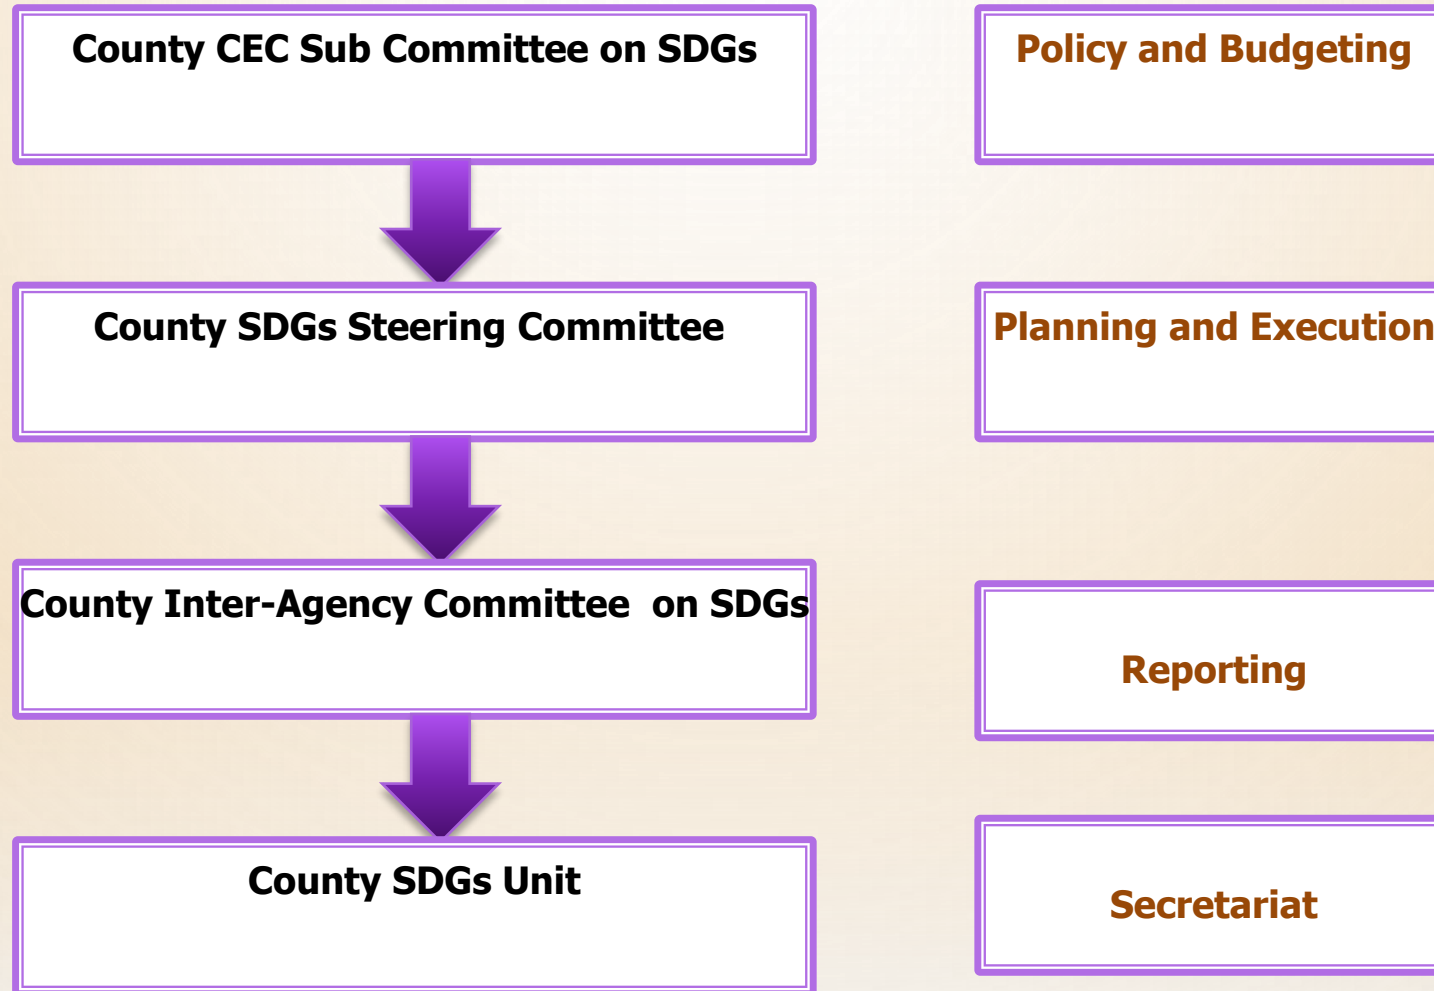 County CEC Sub Committee on SDGs
Policy and Budgeting
County SDGs Steering Committee
Planning and Execution
County Inter-Agency Committee on SDGs
Reporting
County SDGs Unit
Secretariat